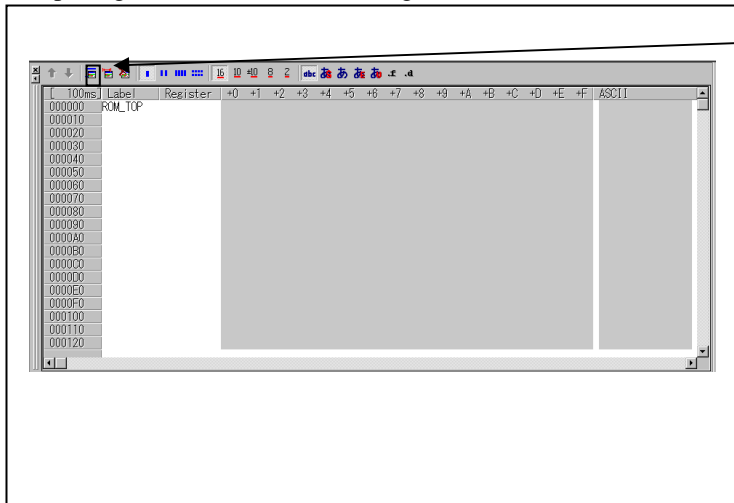 16 10 ±10 8 2 abc あ あ あ あ .f .d
[ 100ms] Label Register +0 +1 +2 +3 +4 +5 +6 +7 +8 +9 +A +B +C +D +E +F ASCII
000000 ROM_TOP
000010
000020
000030
000040
000050
000060
000070
000080
000090
0000A0
0000B0
0000C0
0000D0
0000E0
0000F0
000100
000110
000120